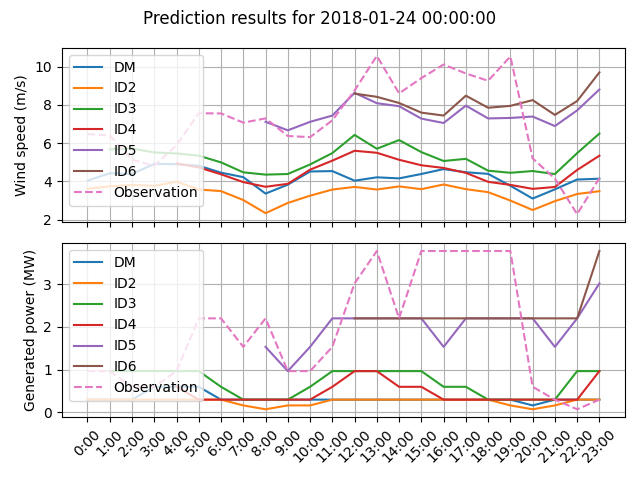 Prediction results for 2018-01-24 00:00:00
Wind speed (m/s)
10
8
6
4
2
DM
ID2
ID3
ID4
ID5
ID6
Observation
Generated power (MW)
3
2
1
0
DM
ID2
ID3
ID4
ID5
ID6
Observation
0:00 1:00 2:00 3:00 4:00 5:00 6:00 7:00 8:00 9:00 10:00 11:00 12:00 13:00 14:00 15:00 16:00 17:00 18:00 19:00 20:00 21:00 22:00 23:00